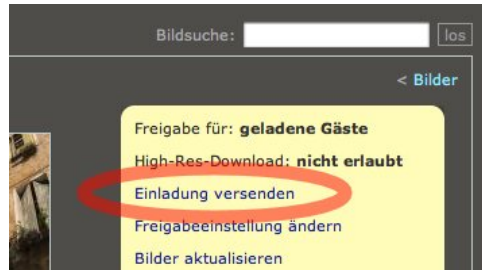 Bildsuche: los
< Bilder
Freigabe für: geladene Gäste
High-Res-Download: nicht erlaubt
Einladung versenden
Freigabeeinstellung ändern
Bilder aktualisieren